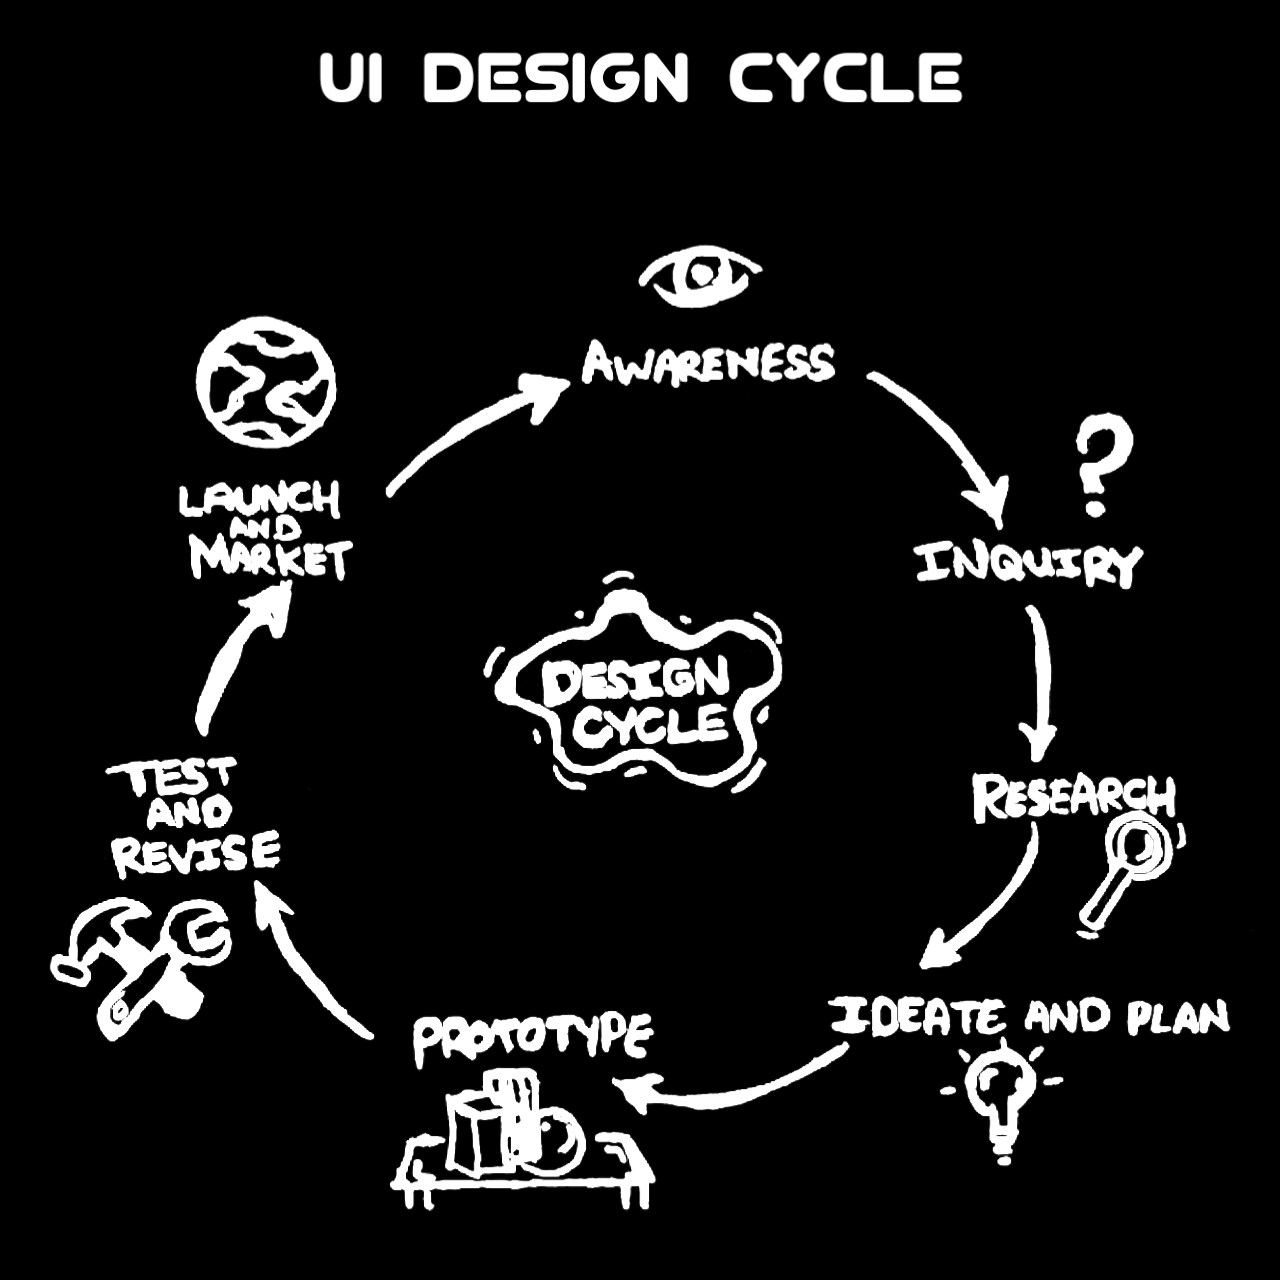 UI DESIGN CYCLE
AWARENESS
?
INQUIRY
RESEARCH
IDEATE AND PLAN
PROTOTYPE
TEST
AND
REVISE
LAUNCH
AND
MARKET
DESIGN
CYCLE